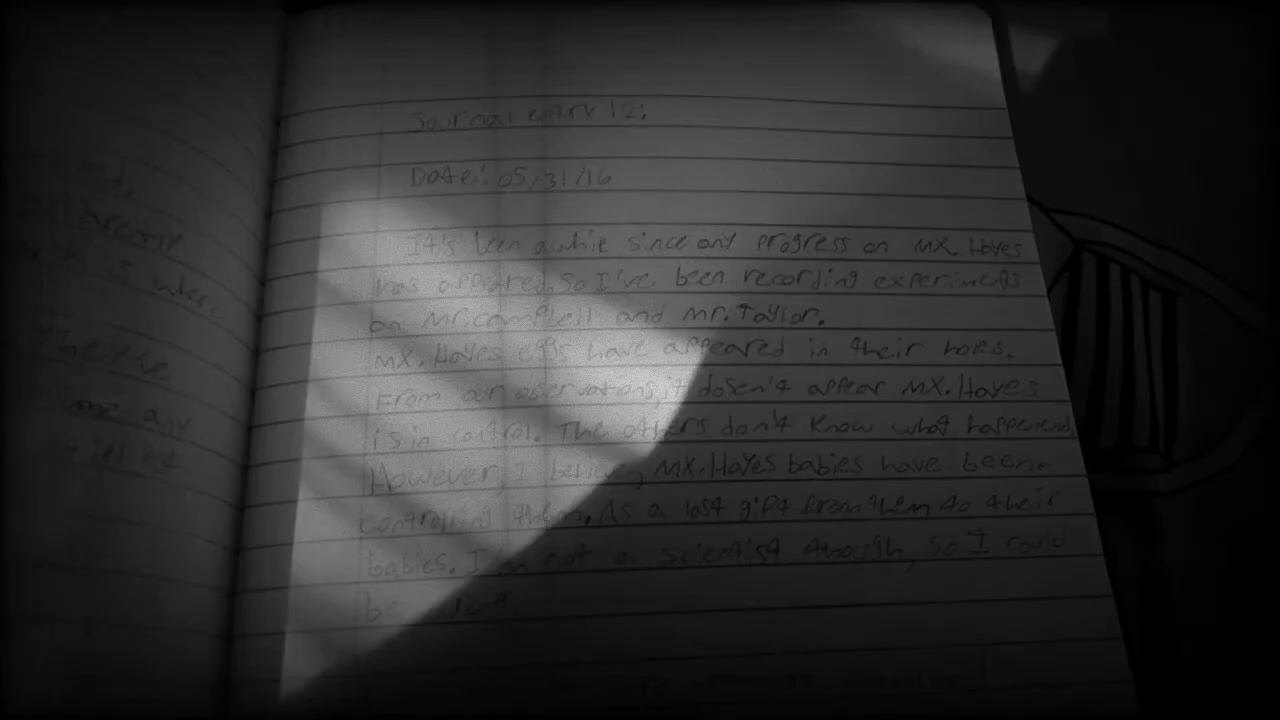 Journal entry 12:
Date: 05/31/16
It's been awhile since any progress on MX. Hayes
has appeared, So I've been recording experiments
on Mr. campbell and mr. Taylor.
MX. Hayes eggs have appeared in their holes.
From our observations, it dosen't appear MX. Hayes
is in control. The others don't know what happened.
However, I believe, MX. Hayes babies have been
controlling them, As a last gift from them to their
babies. I'm not a scientist though, So I could
be